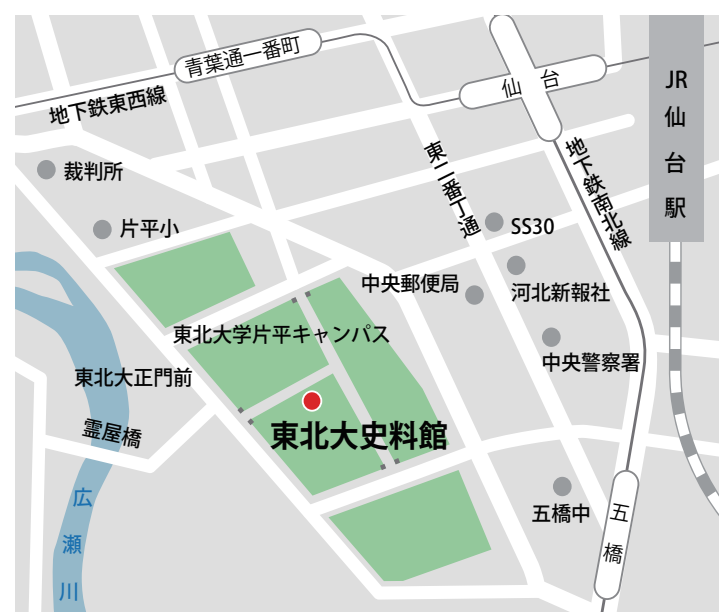 青葉通一番町
仙台
JR
仙台駅
地下鉄東西線
裁判所
東二番丁通
地下鉄南北線
片平小
SS30
中央郵便局
河北新報社
東北大学片平キャンパス
中央警察署
東北大正門前
霊屋橋
東北大史料館
広瀬川
五橋中
五橋